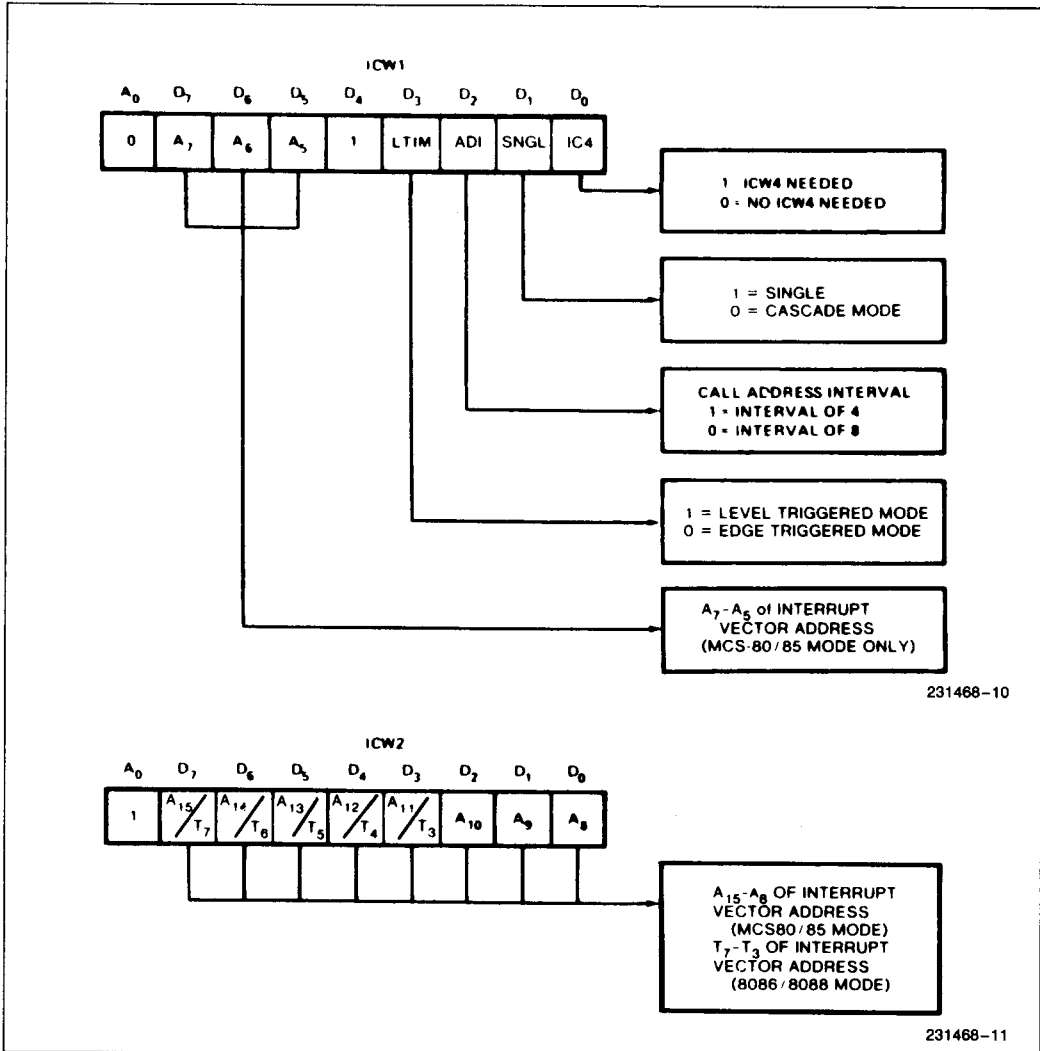 ICW1
A0 D7 D6 D5 D4 D3 D2 D1 D0
0 A7 A6 A5 1 LTIM ADI SNGL IC4
1 ICW4 NEEDED
0 = NO ICW4 NEEDED
1 = SINGLE
0 = CASCADE MODE
CALL ADDRESS INTERVAL
1 = INTERVAL OF 4
0 = INTERVAL OF 8
1 = LEVEL TRIGGERED MODE
0 = EDGE TRIGGERED MODE
A7-A5 of INTERRUPT
VECTOR ADDRESS
(MCS-80/85 MODE ONLY)
231468-10
ICW2
A0 D7 D6 D5 D4 D3 D2 D1 D0
1 A15/T7 A14/T6 A13/T5 A12/T4 A11/T3 A10 A9 A8
A15-A8 OF INTERRUPT
VECTOR ADDRESS
(MCS80/85 MODE)
T7-T3 OF INTERRUPT
VECTOR ADDRESS
(8086/8088 MODE)
231468-11